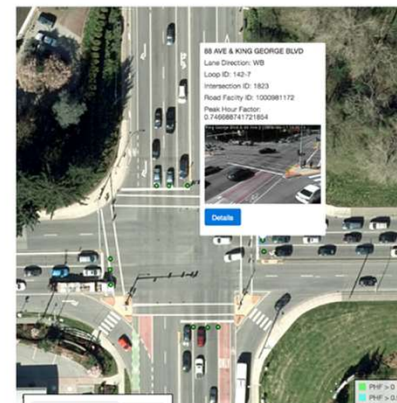 88 AVE & KING GEORGE BLVD
Lane Direction: WB
Loop ID: 142-7
Intersection ID: 1823
Road Facility ID: 1000981172
Peak Hour Factor:
0.746688741721854
Details
PHF > 0
PHF > 0.